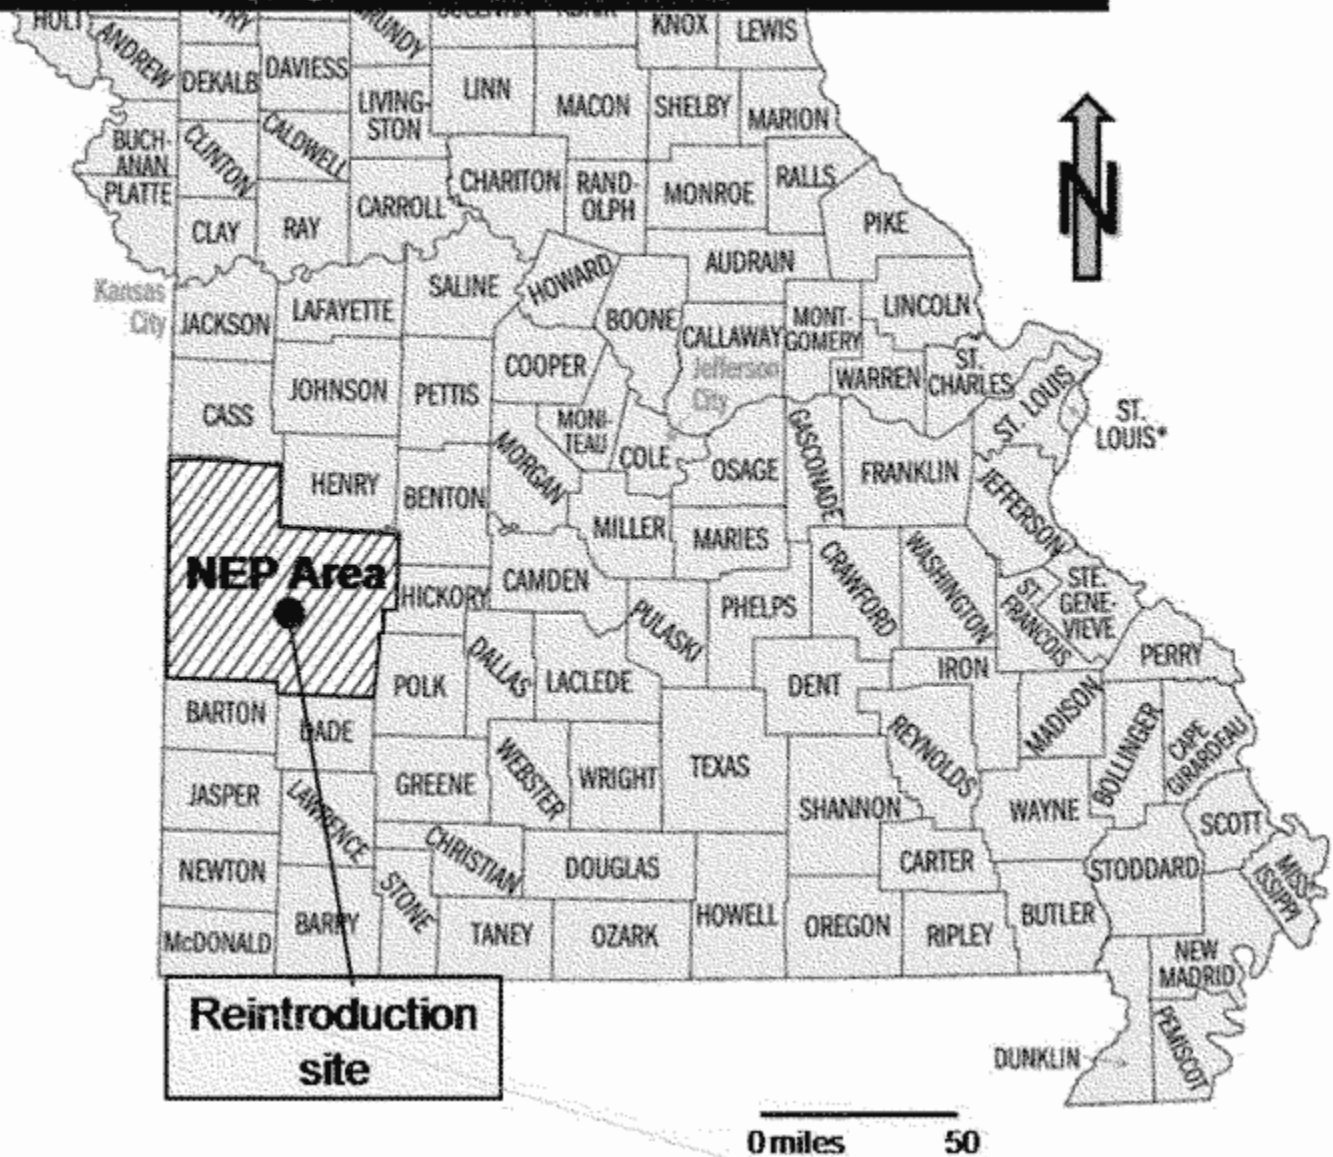 HOLT
ANDREW
DEKALB
DAVIESS
LINN
MACON
KNOX
LEWIS
SHELBY
MARION
LIVING-
STON
BUCH-
ANAN
CLINTON
CALDWELL
PLATTE
CLAY
RAY
CARROLL
CHARITON
RAND-
OLPH
MONROE
RALLS
PIKE
N
AUDRAIN
Kansas
City
JACKSON
LAFAYETTE
SALINE
HOWARD
BOONE
CALLAWAY
MONT-
GOMERY
LINCOLN
Jefferson
City
WARREN
ST.
CHARLES
ST. LOUIS
ST.
LOUIS*
CASS
JOHNSON
PETTIS
COOPER
MONI-
TEAU
COLE
OSAGE
GASCONADE
FRANKLIN
JEFFERSON
HENRY
BENTON
MORGAN
MILLER
MARIES
NEP Area
HICKORY
CAMDEN
PULASKI
PHELPS
CRAWFORD
WASHINGTON
ST.
FRANCOIS
STE.
GENE-
VIEVE
PERRY
POLK
DALLAS
LACLEDE
DENT
IRON
MADISON
BOLLINGER
CAPE
GIRARDEAU
BARTON
DADE
GREENE
WEBSTER
WRIGHT
TEXAS
REYNOLDS
SHANNON
WAYNE
SCOTT
JASPER
LAWRENCE
NEWTON
CHRISTIAN
DOUGLAS
CARTER
STODDARD
MISS-
ISSIPPI
McDONALD
BARRY
STONE
TANEY
OZARK
HOWELL
OREGON
RIPLEY
BUTLER
NEW
MADRID
Reintroduction
site
DUNKLIN
PEMISCOT
0 miles 50